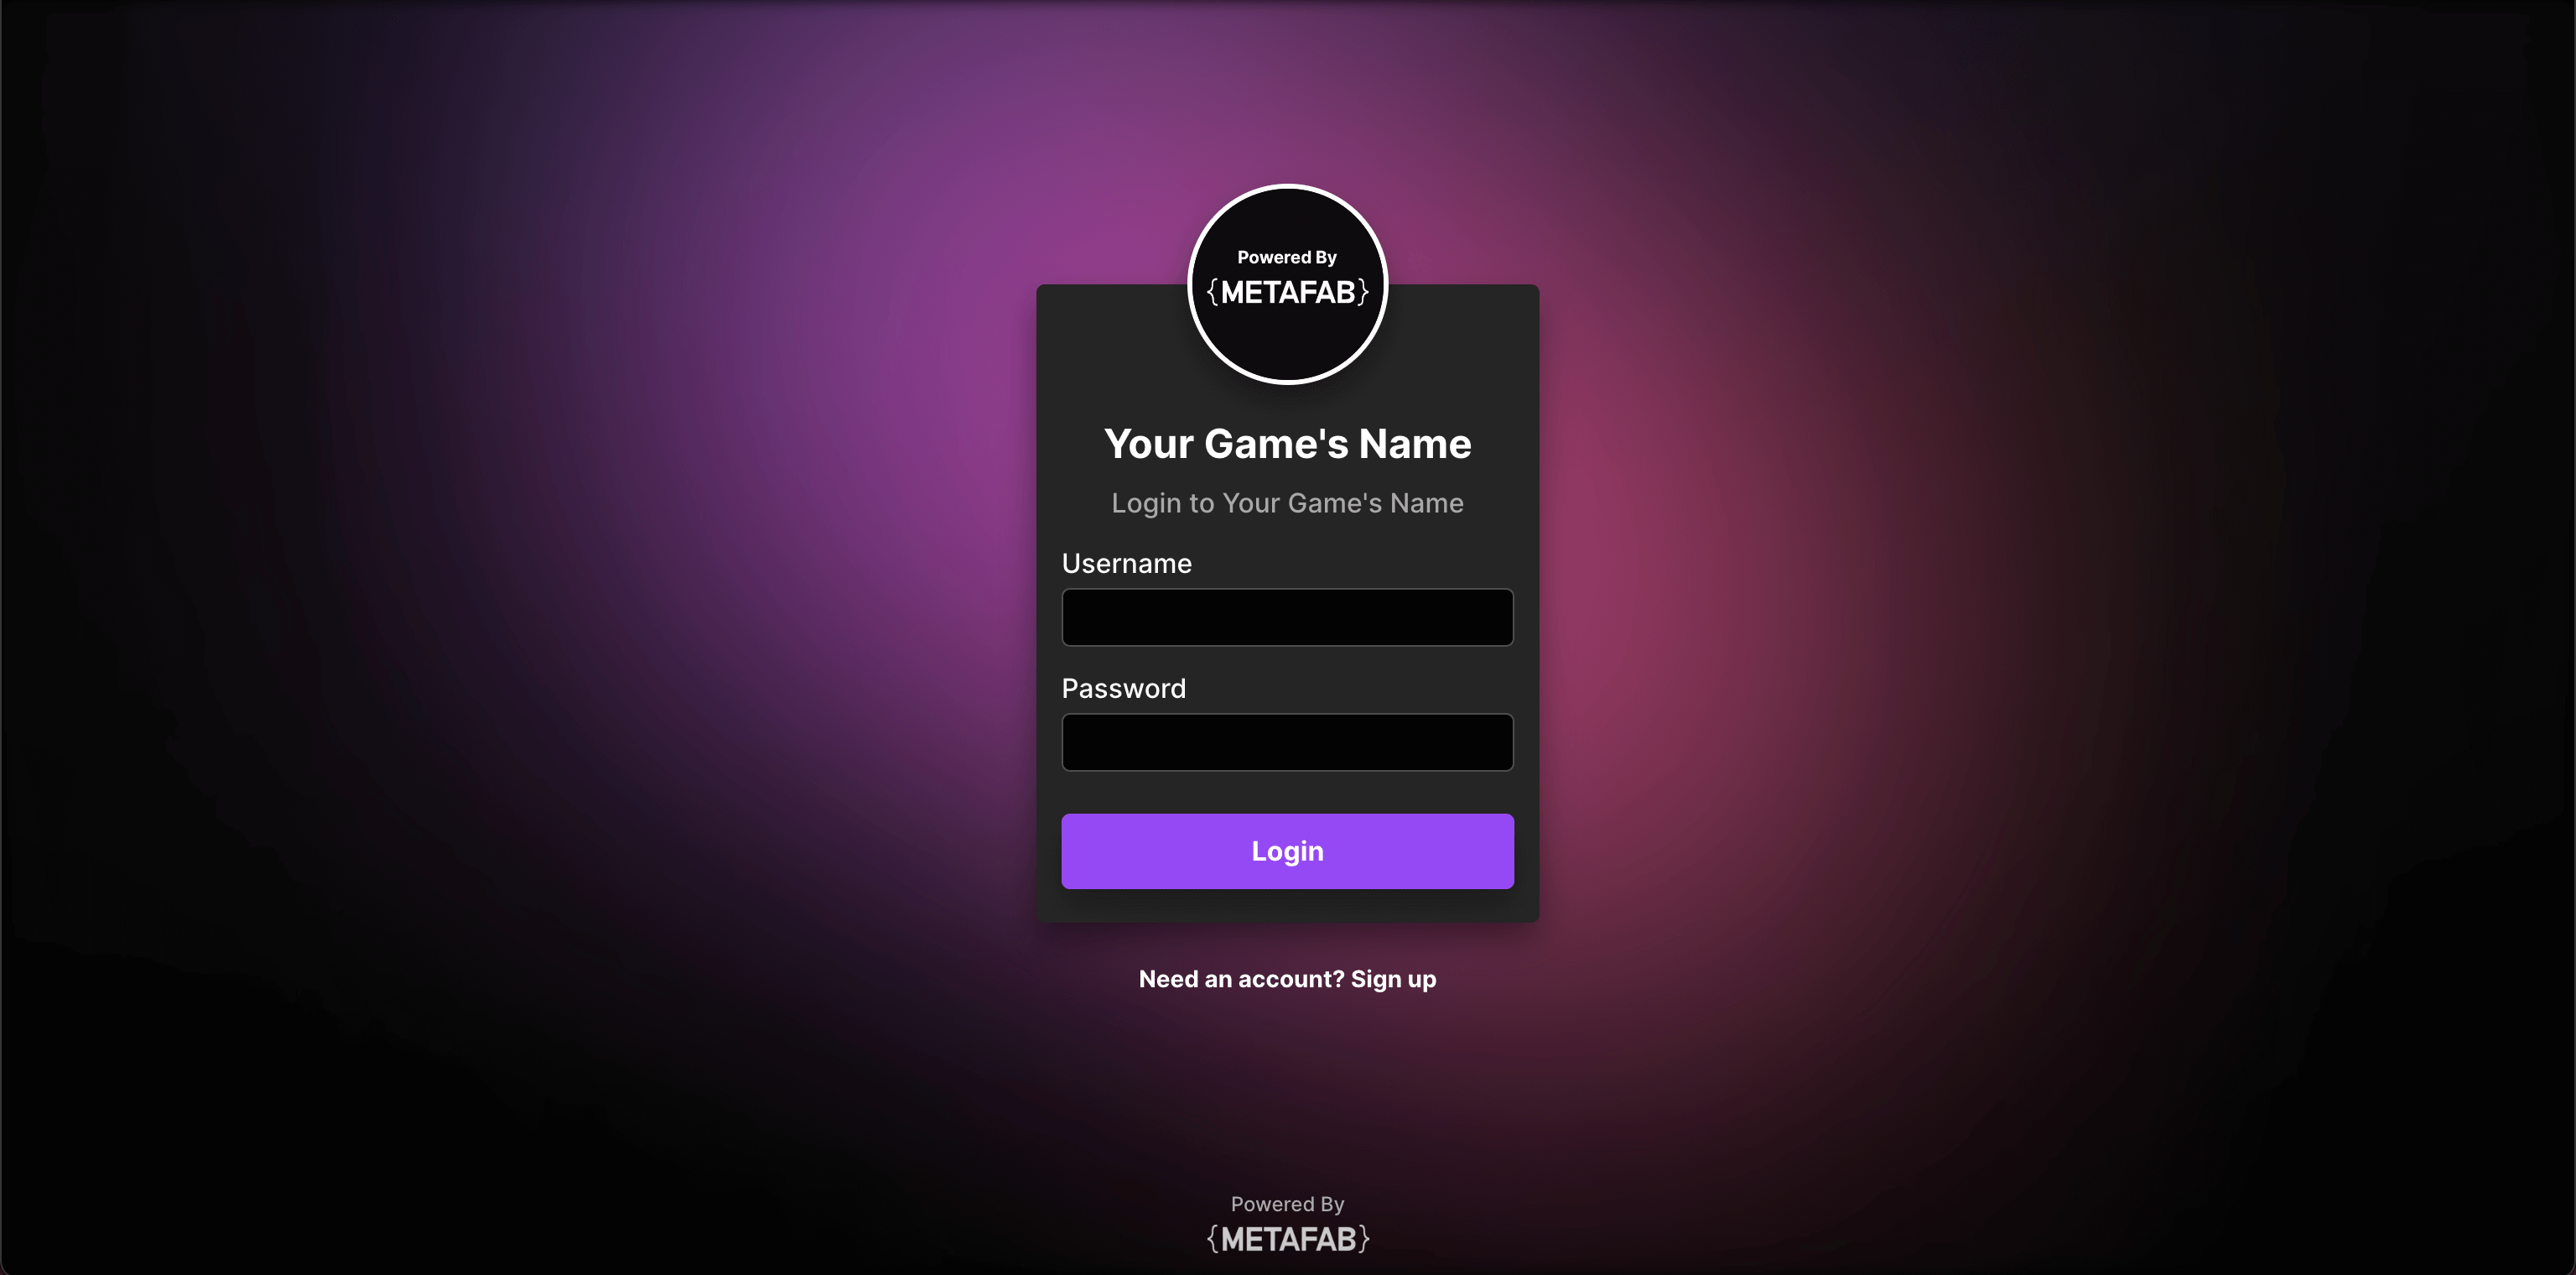 Powered By
{METAFAB}
Your Game's Name
Login to Your Game's Name
Username
Password
Login
Need an account? Sign up
Powered By
{METAFAB}